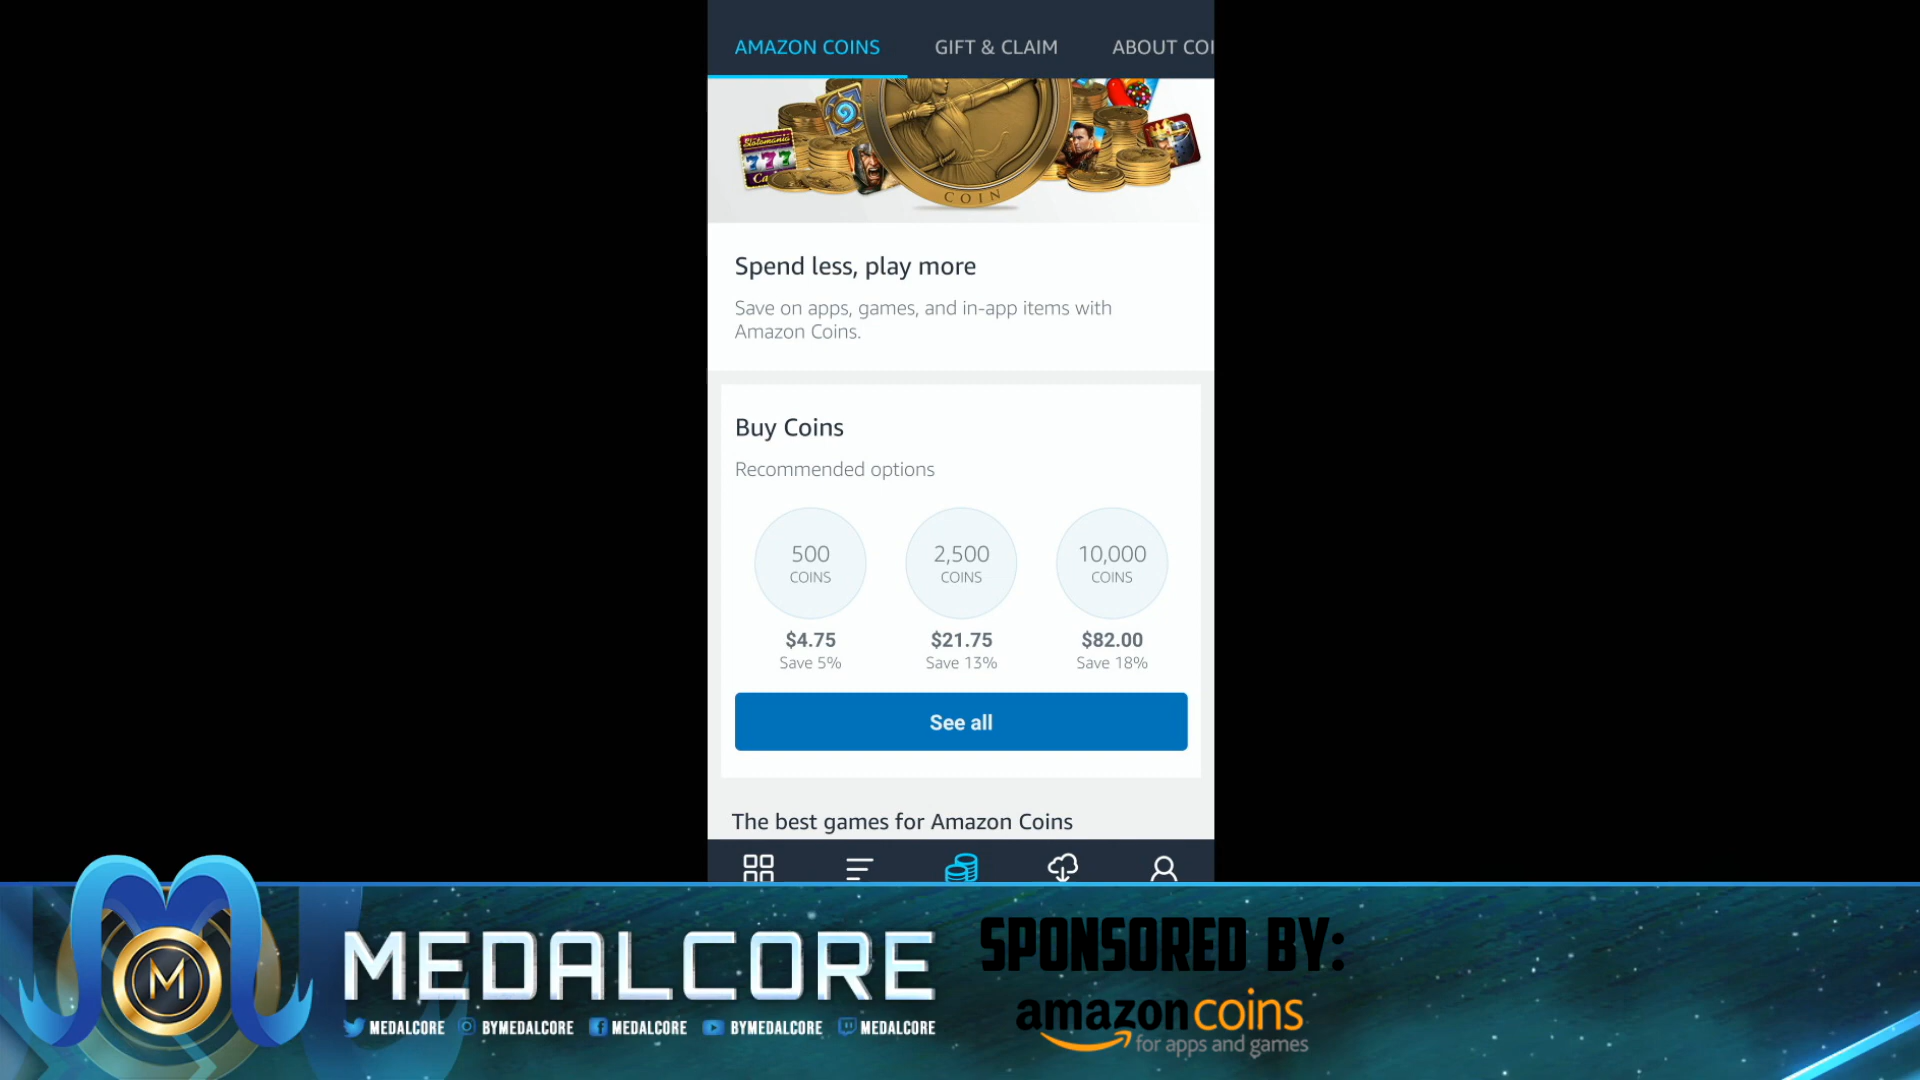 AMAZON COINS GIFT & CLAIM ABOUT COI
Slotomania
777
Ca
COIN
Spend less, play more
Save on apps, games, and in-app items with
Amazon Coins.
Buy Coins
Recommended options
500 2,500 10,000
COINS COINS COINS
$4.75 $21.75 $82.00
Save 5% Save 13% Save 18%
See all
The best games for Amazon Coins
M
MEDALCORE
MEDALCORE BYMEDALCORE MEDALCORE BYMEDALCORE MEDALCORE
SPONSORED BY:
amazon coins
for apps and games